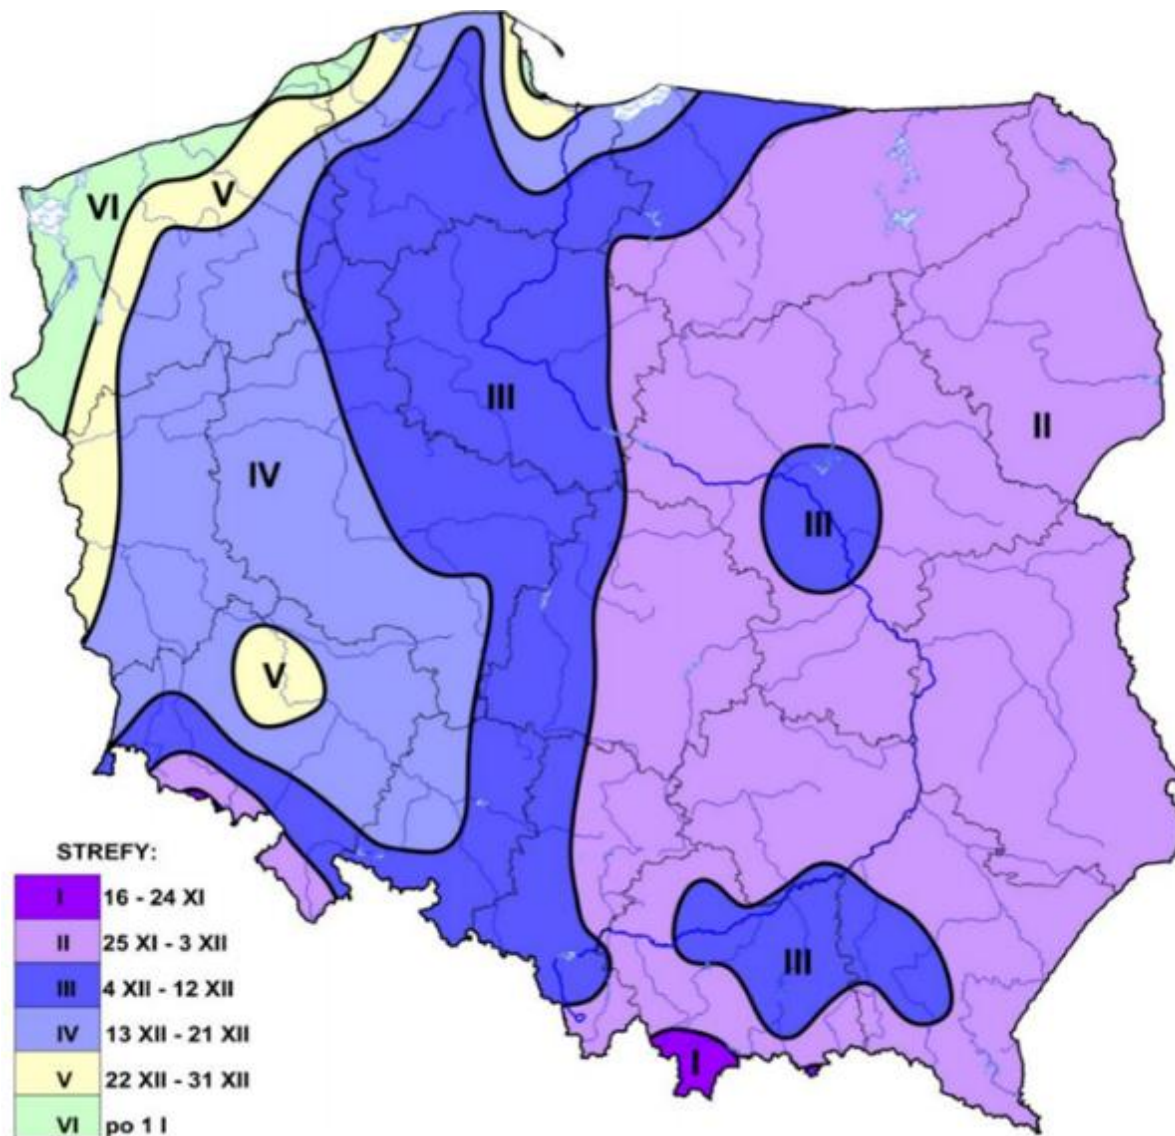 VI
V
III
II
IV
III
V
III
I
STREFY:
I 16 - 24 XI
II 25 XI - 3 XII
III 4 XII - 12 XII
IV 13 XII - 21 XII
V 22 XII - 31 XII
VI po 1 I